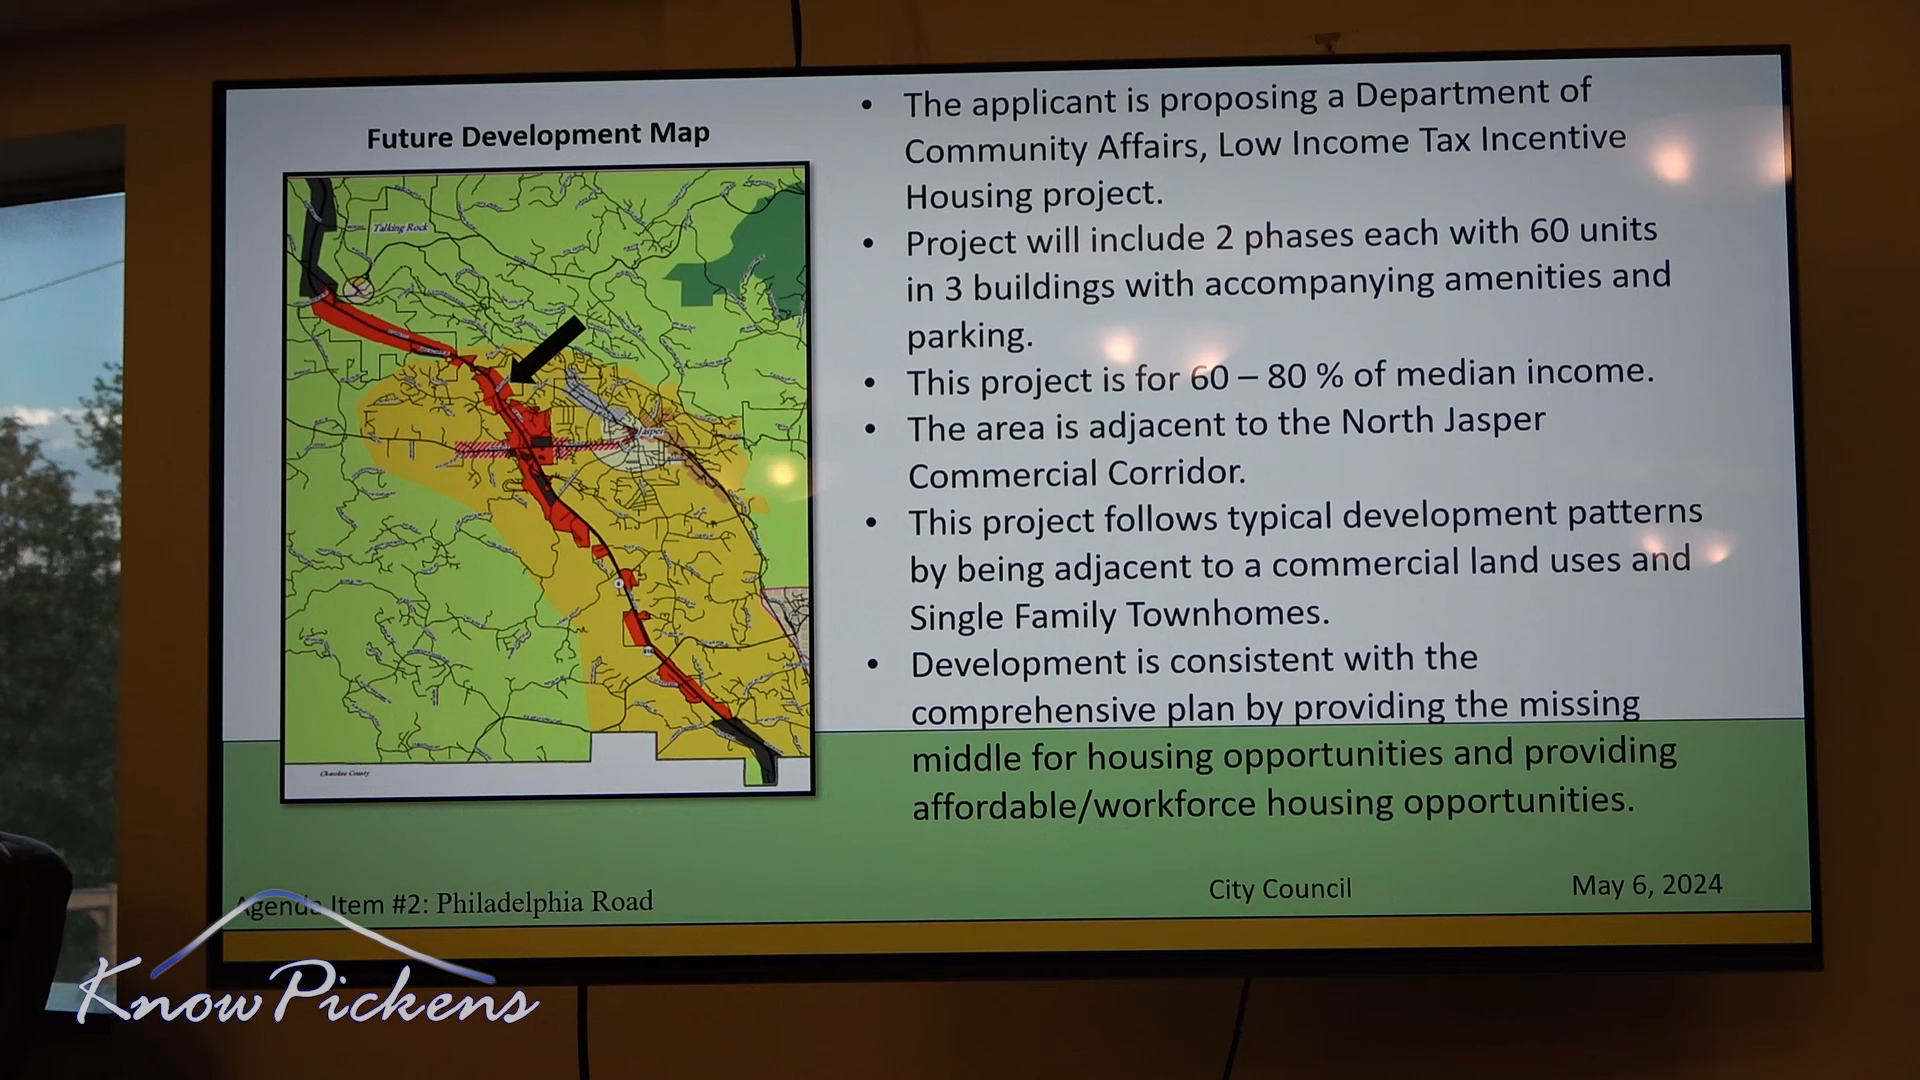 Future Development Map
Talking Rock
Jasper
Cherokee County
• The applicant is proposing a Department of
Community Affairs, Low Income Tax Incentive
Housing project.
• Project will include 2 phases each with 60 units
in 3 buildings with accompanying amenities and
parking.
• This project is for 60 – 80 % of median income.
• The area is adjacent to the North Jasper
Commercial Corridor.
• This project follows typical development patterns
by being adjacent to a commercial land uses and
Single Family Townhomes.
• Development is consistent with the
comprehensive plan by providing the missing
middle for housing opportunities and providing
affordable/workforce housing opportunities.
Agenda Item #2: Philadelphia Road
City Council
May 6, 2024
KnowPickens